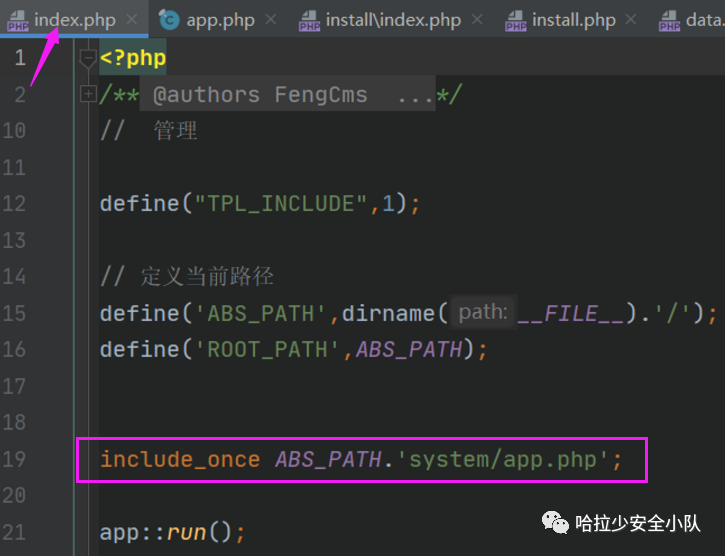 index.php × app.php × install\index.php × install.php × data.
1 <?php
2 /** @authors FengCms ...*/
10 // 管理
11
12 define("TPL_INCLUDE",1);
13
14 // 定义当前路径
15 define('ABS_PATH',dirname( path: __FILE__).'/');
16 define('ROOT_PATH',ABS_PATH);
17
18
19 include_once ABS_PATH.'system/app.php';
20
21 app::run();
哈拉少安全小队